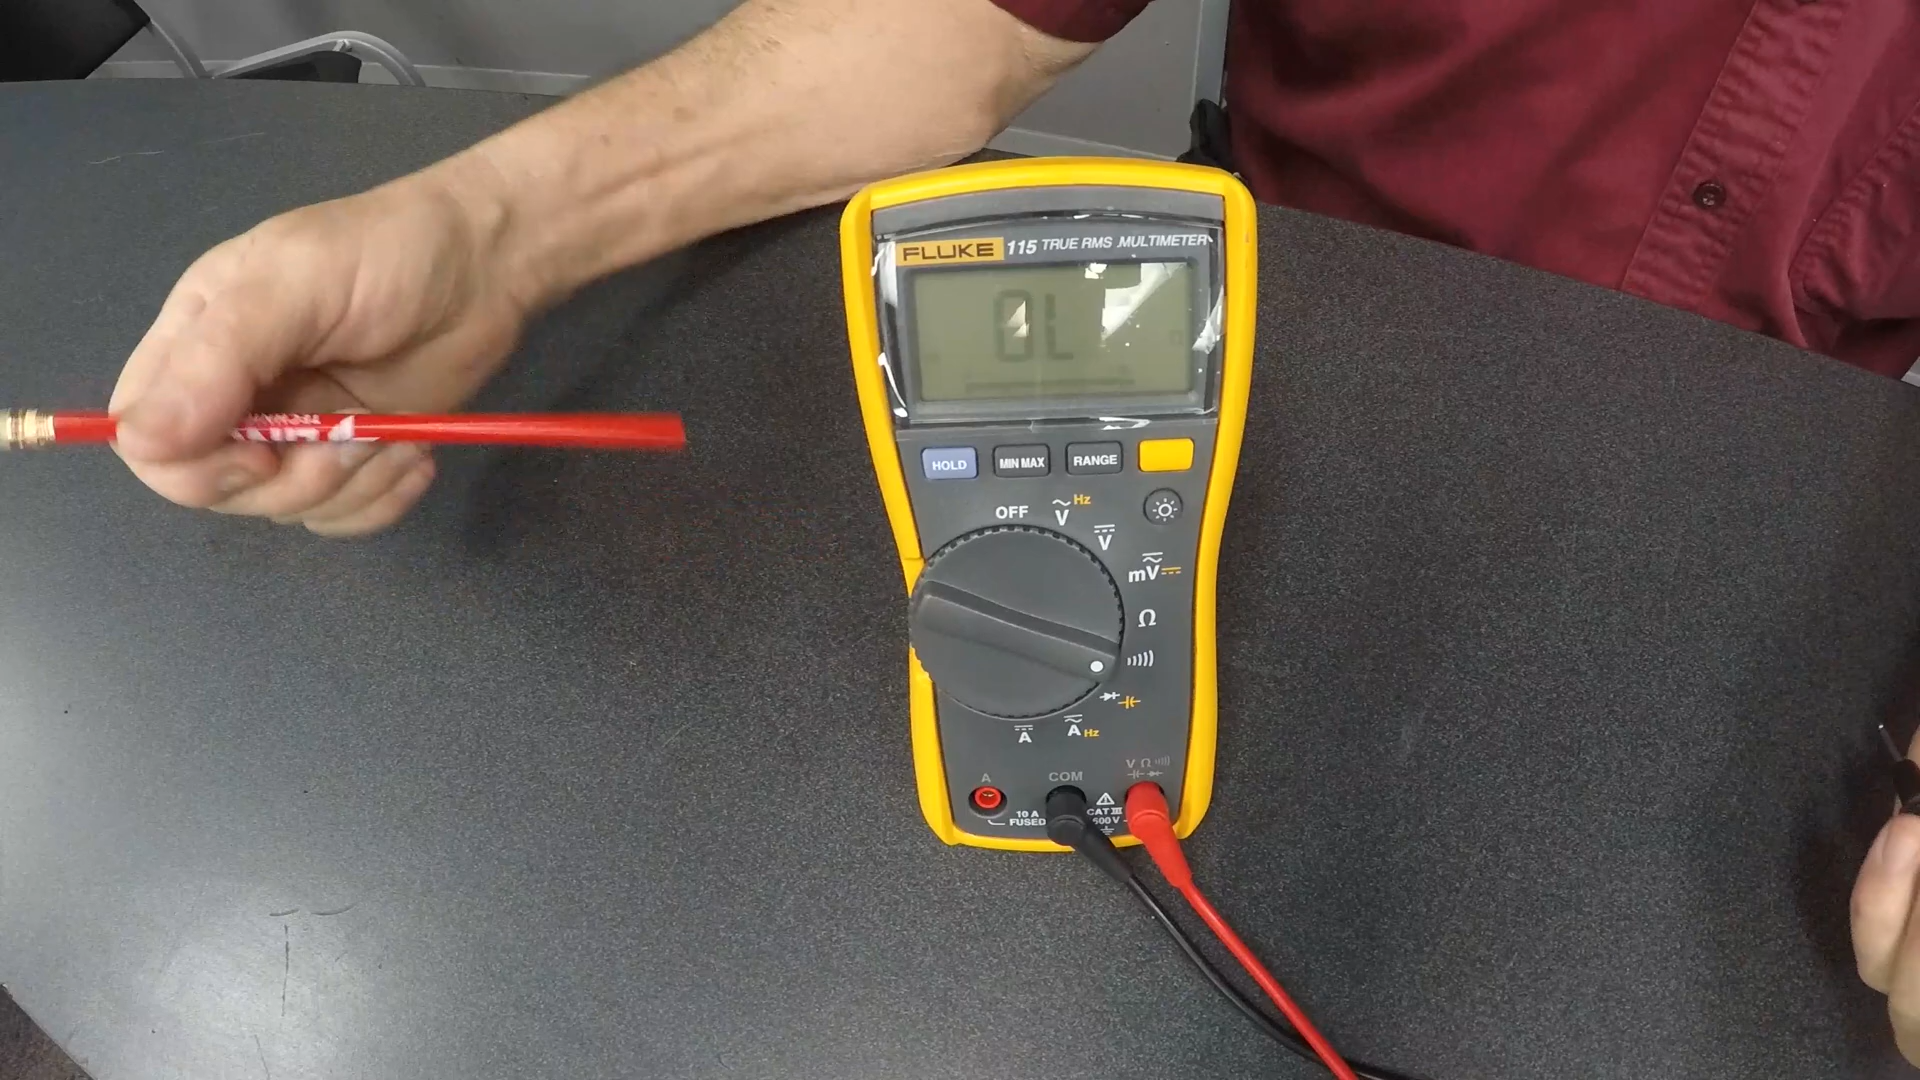 FLUKE 115 TRUE RMS MULTIMETER
OL
HOLD
MIN MAX
RANGE
OFF
V Hz
V
mV
Ω
A
A Hz
A
COM
V Ω
10 A
FUSED
CAT III
600 V